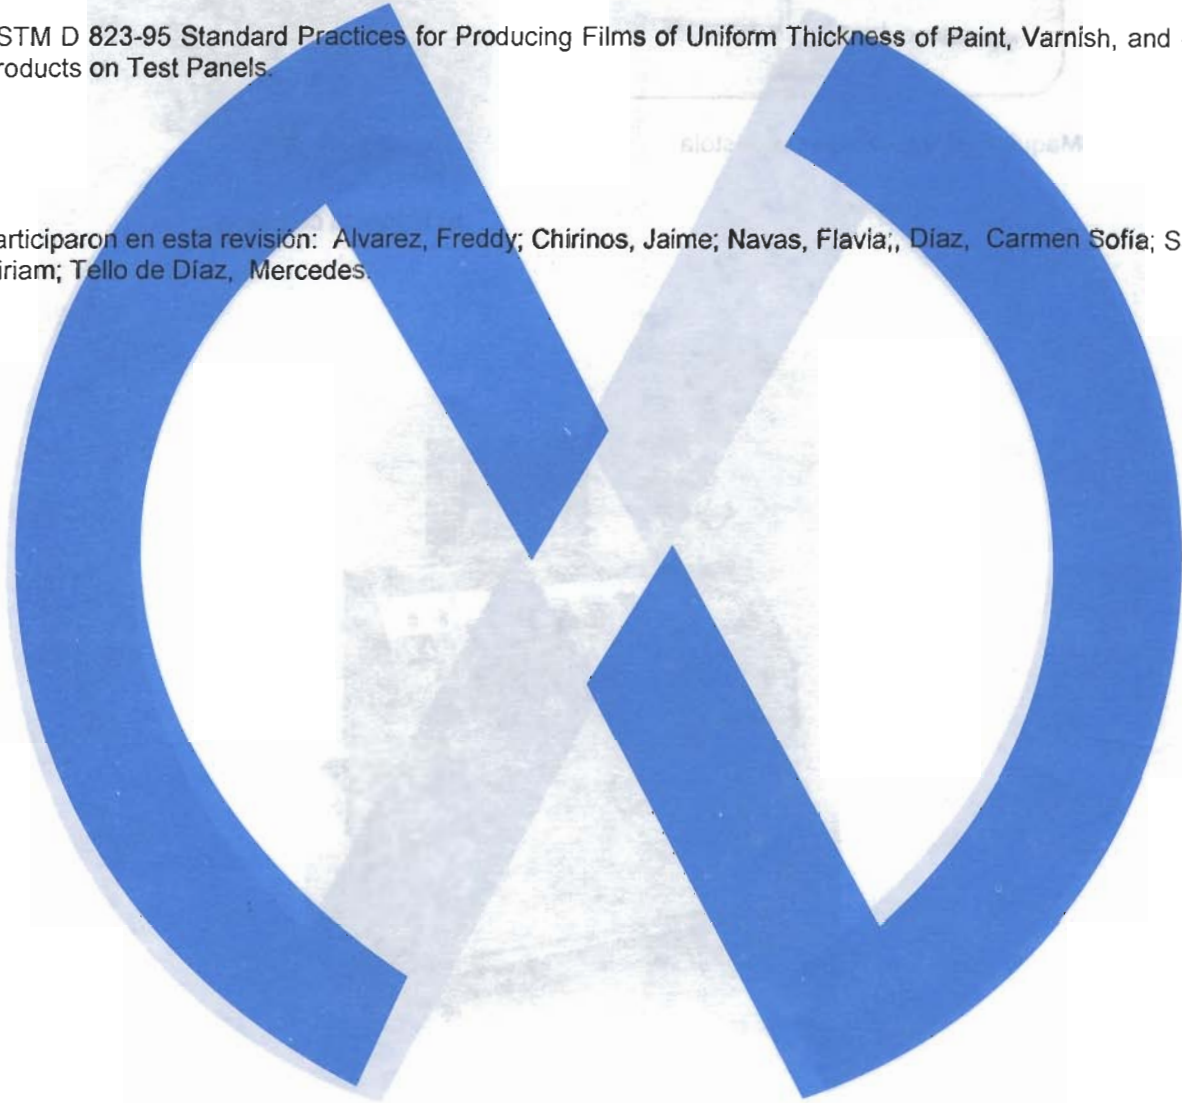 STM D 823-95 Standard Practices for Producing Films of Uniform Thickness of Paint, Varnish, and
roducts on Test Panels.
articiparon en esta revisión: Alvarez, Freddy; Chirinos, Jaime; Navas, Flavia;, Díaz, Carmen Sofía; S
iriam; Tello de Díaz, Mercedes.